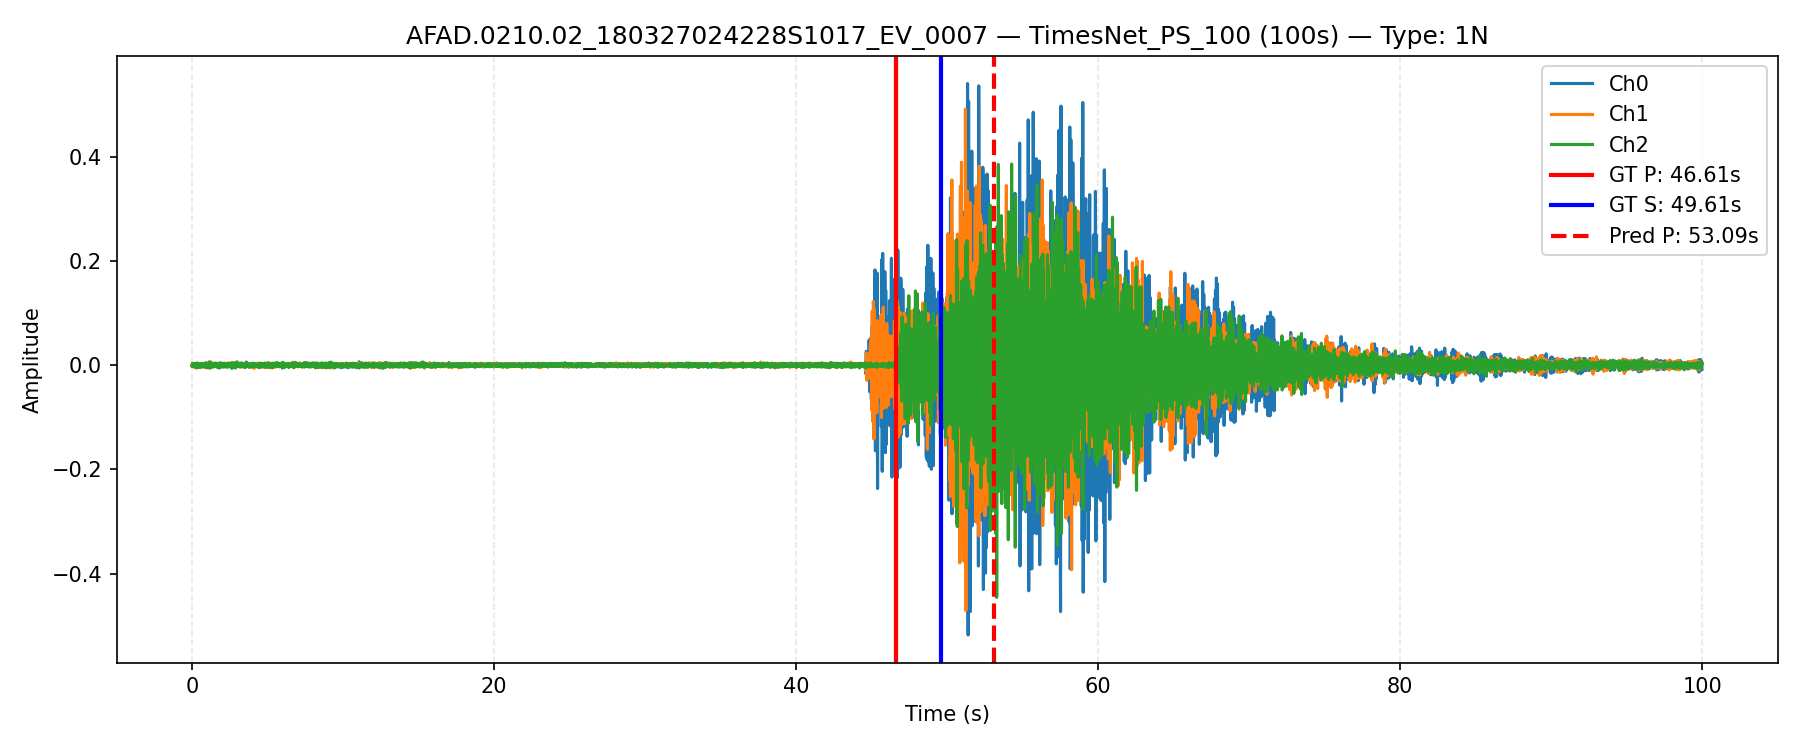 AFAD.0210.02_180327024228S1017_EV_0007 — TimesNet_PS_100 (100s) — Type: 1N
Ch0
Ch1
Ch2
GT P: 46.61s
GT S: 49.61s
Pred P: 53.09s
Amplitude
0.4
0.2
0.0
−0.2
−0.4
0 20 40 60 80 100
Time (s)